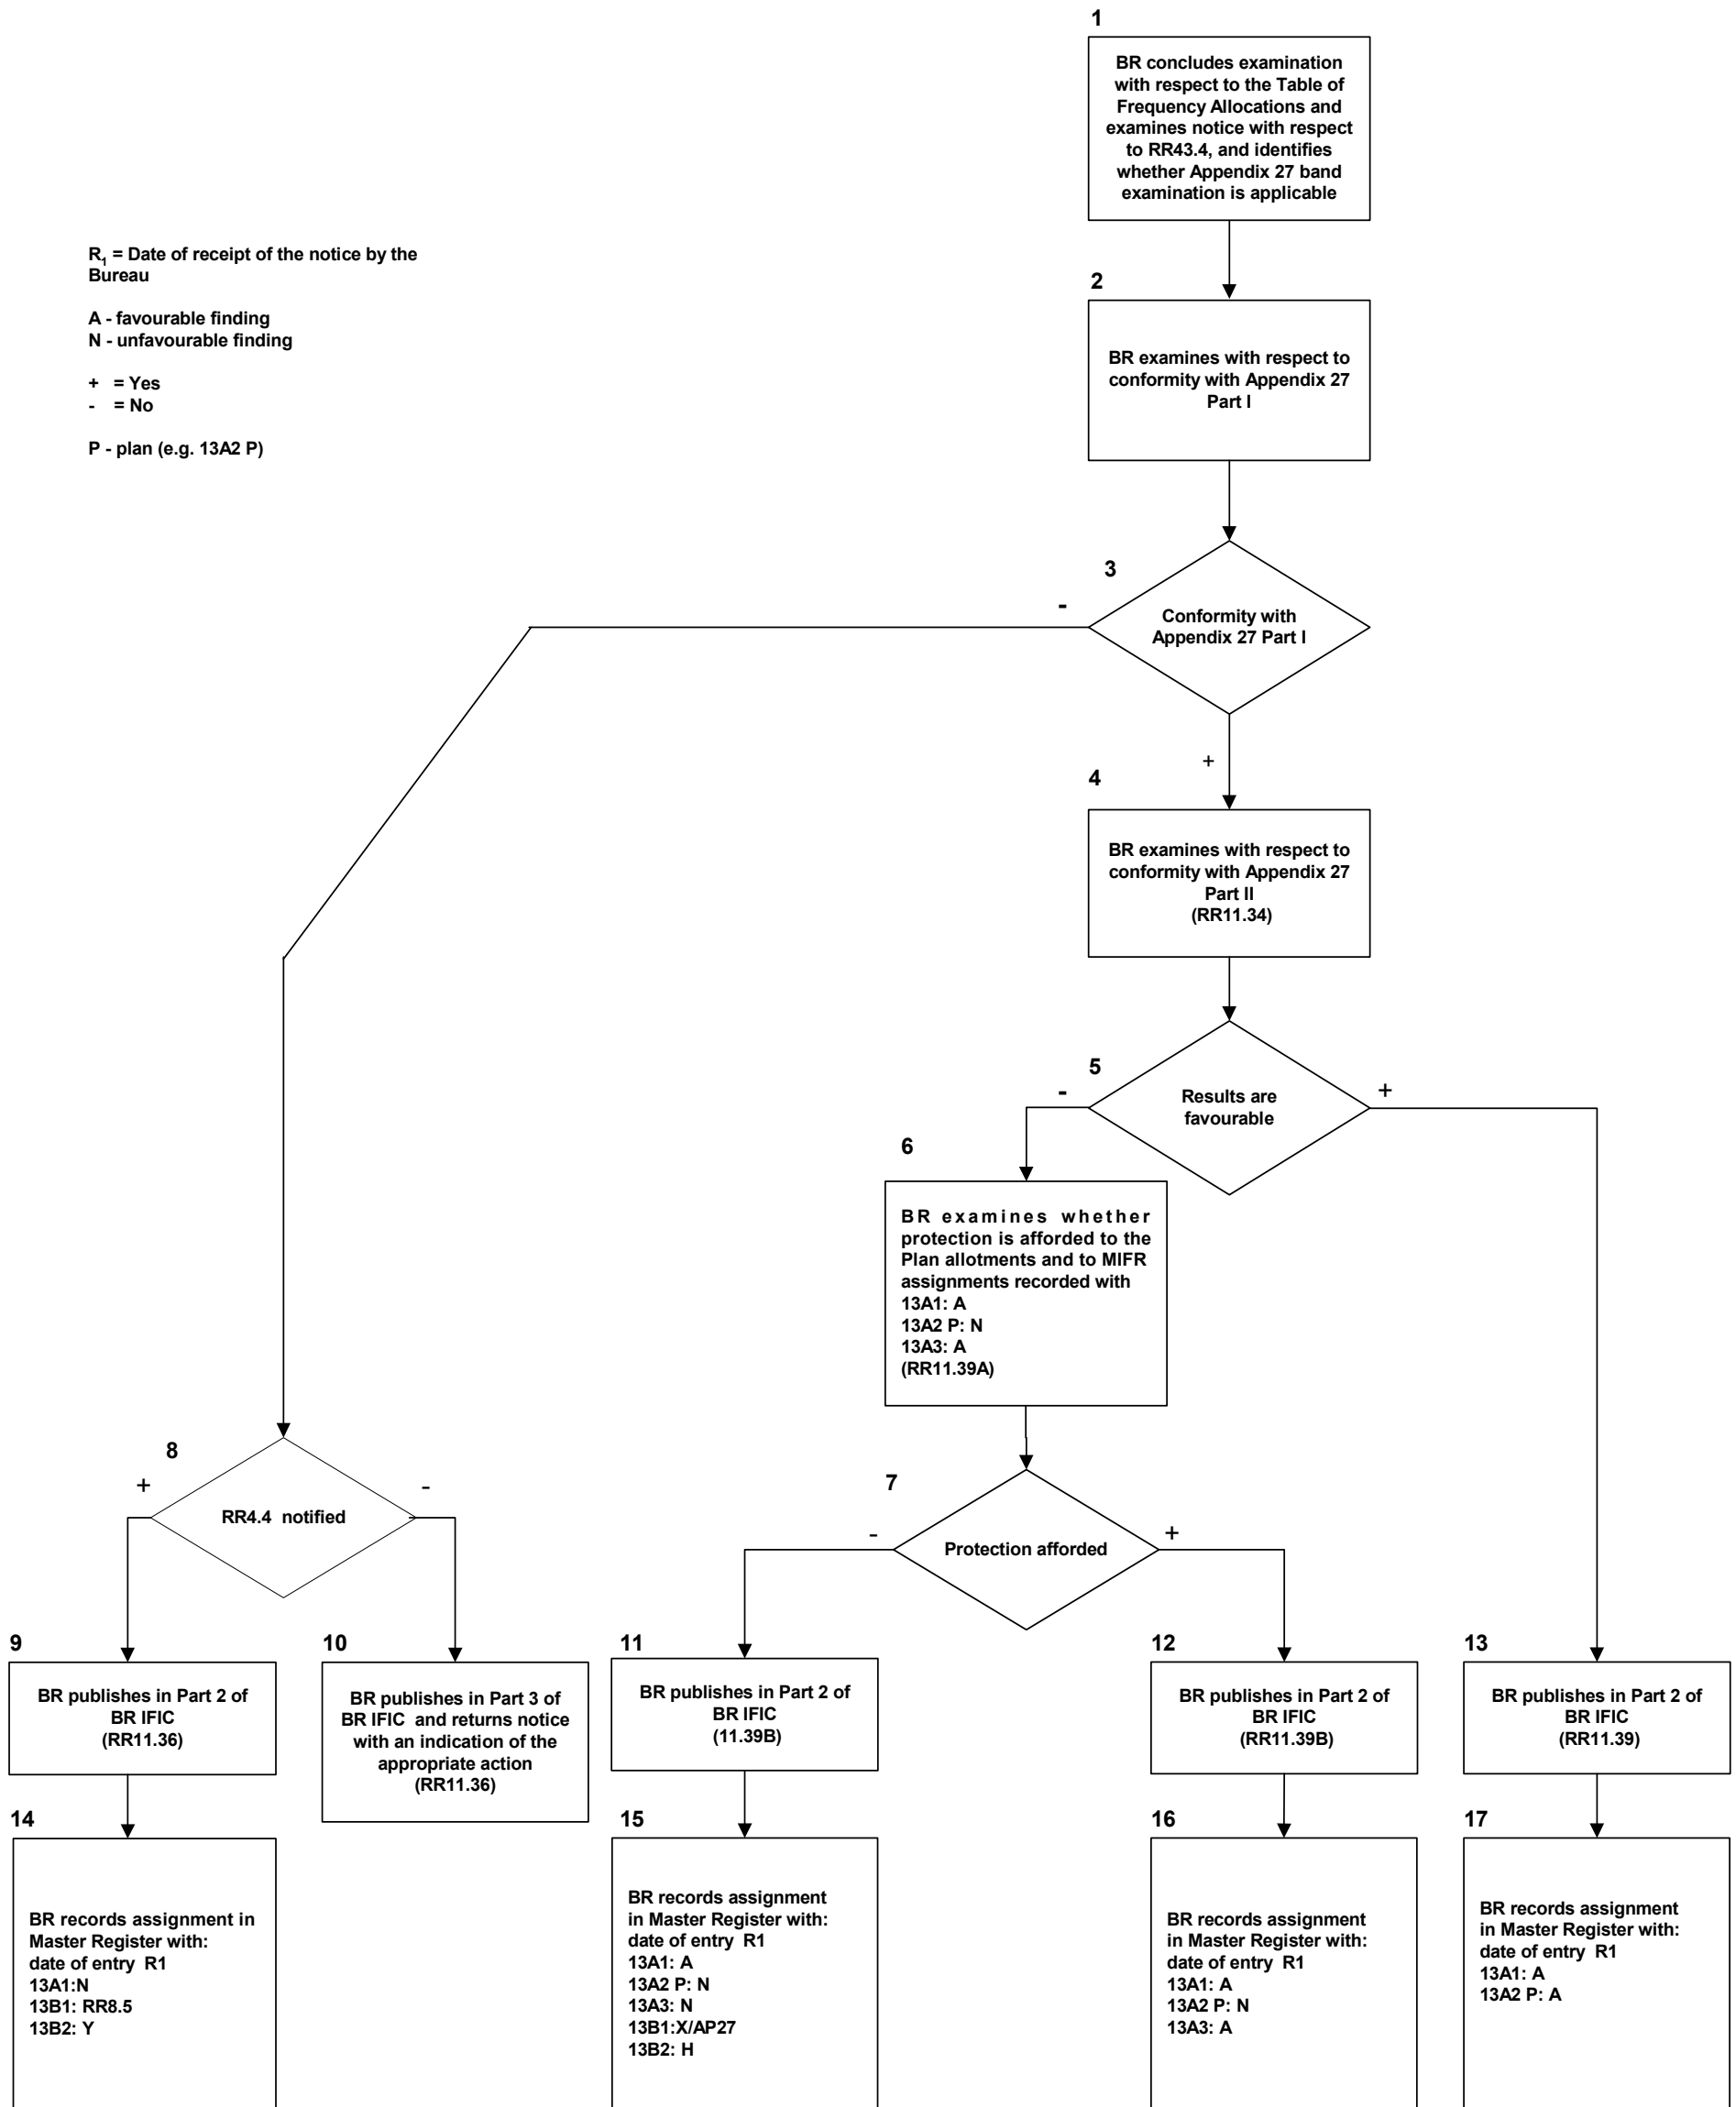 1
BR concludes examination
with respect to the Table of
Frequency Allocations and
examines notice with respect
to RR43.4, and identifies
whether Appendix 27 band
examination is applicable
R1 = Date of receipt of the notice by the
Bureau
A - favourable finding
N - unfavourable finding
+ = Yes
- = No
P - plan (e.g. 13A2 P)
2
BR examines with respect to
conformity with Appendix 27
Part I
3
-
Conformity with
Appendix 27 Part I
+
4
BR examines with respect to
conformity with Appendix 27
Part II
(RR11.34)
5
-
+
Results are
favourable
6
BR examines whether
protection is afforded to the
Plan allotments and to MIFR
assignments recorded with
13A1: A
13A2 P: N
13A3: A
(RR11.39A)
8
+
-
RR4.4 notified
7
-
+
Protection afforded
9
BR publishes in Part 2 of
BR IFIC
(RR11.36)
10
BR publishes in Part 3 of
BR IFIC and returns notice
with an indication of the
appropriate action
(RR11.36)
11
BR publishes in Part 2 of
BR IFIC
(11.39B)
12
BR publishes in Part 2 of
BR IFIC
(RR11.39B)
13
BR publishes in Part 2 of
BR IFIC
(RR11.39)
14
BR records assignment in
Master Register with:
date of entry R1
13A1:N
13B1: RR8.5
13B2: Y
15
BR records assignment
in Master Register with:
date of entry R1
13A1: A
13A2 P: N
13A3: N
13B1:X/AP27
13B2: H
16
BR records assignment
in Master Register with:
date of entry R1
13A1: A
13A2 P: N
13A3: A
17
BR records assignment
in Master Register with:
date of entry R1
13A1: A
13A2 P: A